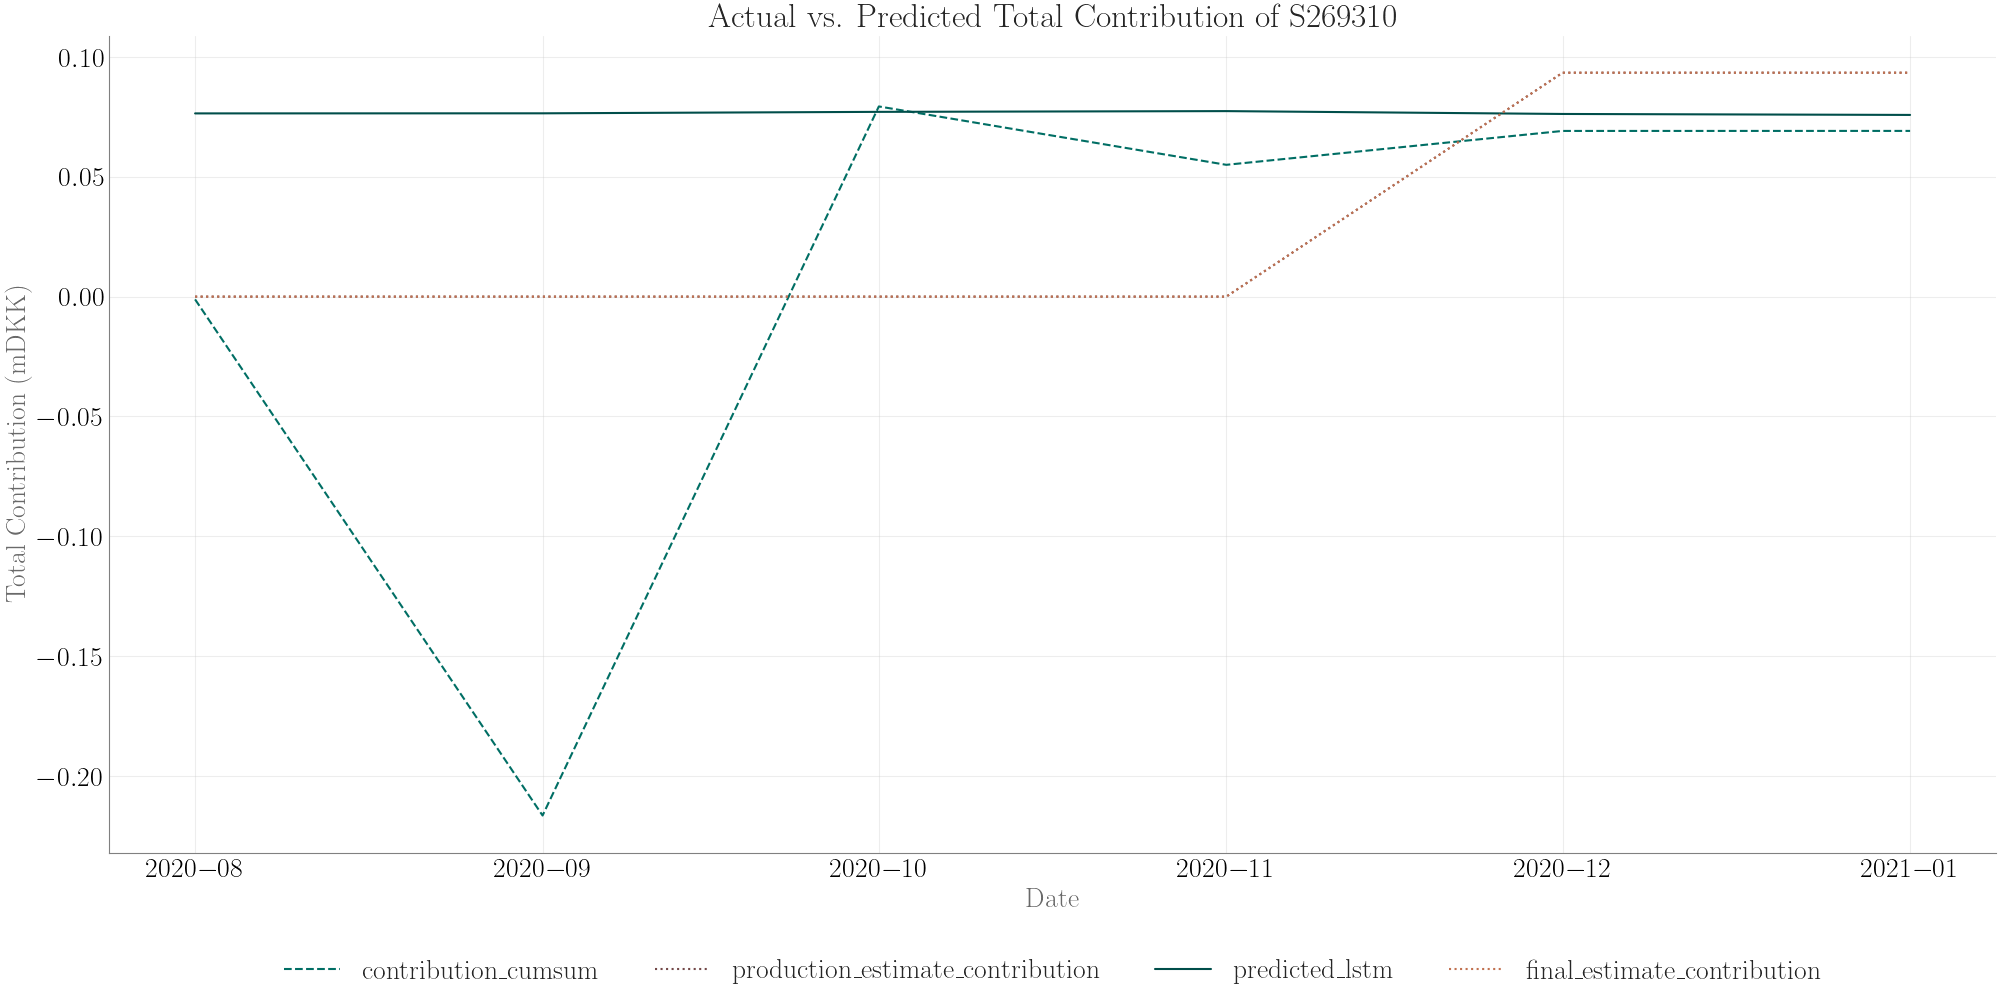 Actual vs. Predicted Total Contribution of S269310
Total Contribution (mDKK)
0.10
0.05
0.00
−0.05
−0.10
−0.15
−0.20
2020−08 2020−09 2020−10 2020−11 2020−12 2021−01
Date
contribution_cumsum production_estimate_contribution predicted_lstm final_estimate_contribution